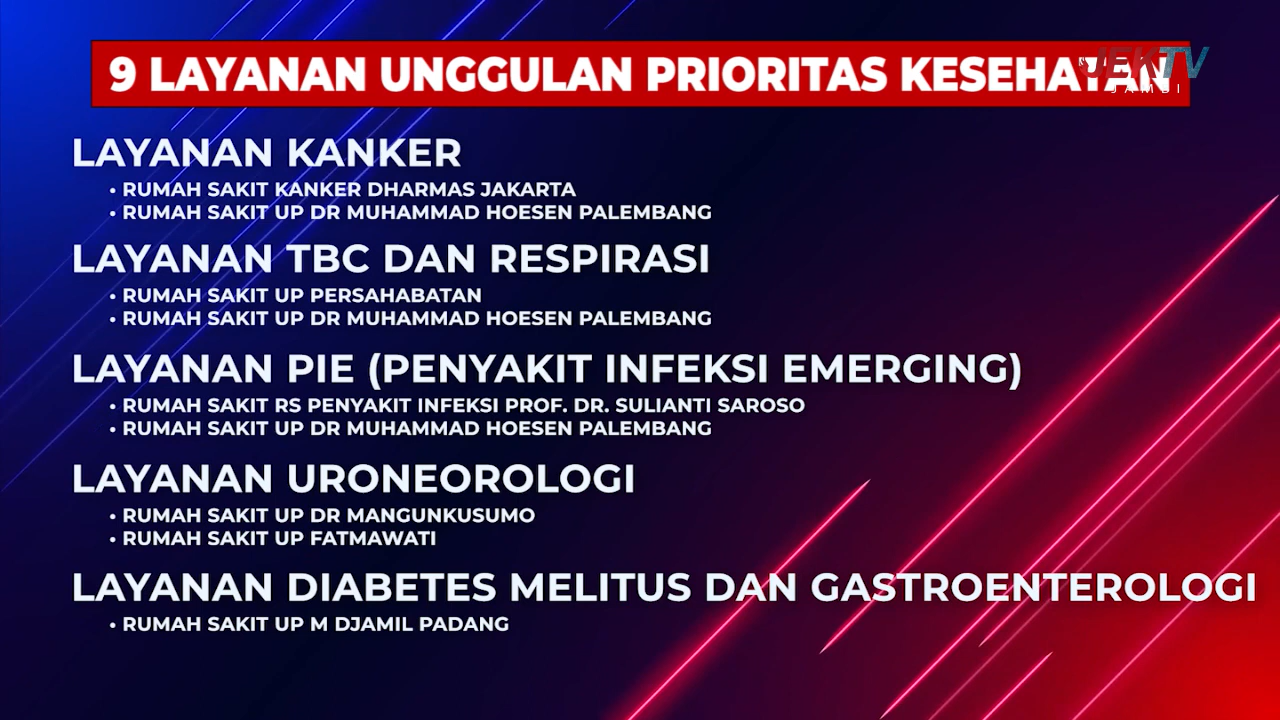 9 LAYANAN UNGGULAN PRIORITAS KESEHATAN
JEKTV
JAMBI
LAYANAN KANKER
• RUMAH SAKIT KANKER DHARMAS JAKARTA
• RUMAH SAKIT UP DR MUHAMMAD HOESEN PALEMBANG
LAYANAN TBC DAN RESPIRASI
• RUMAH SAKIT UP PERSAHABATAN
• RUMAH SAKIT UP DR MUHAMMAD HOESEN PALEMBANG
LAYANAN PIE (PENYAKIT INFEKSI EMERGING)
• RUMAH SAKIT RS PENYAKIT INFEKSI PROF. DR. SULIANTI SAROSO
• RUMAH SAKIT UP DR MUHAMMAD HOESEN PALEMBANG
LAYANAN URONEOROLOGI
• RUMAH SAKIT UP DR MANGUNKUSUMO
• RUMAH SAKIT UP FATMAWATI
LAYANAN DIABETES MELITUS DAN GASTROENTEROLOGI
• RUMAH SAKIT UP M DJAMIL PADANG